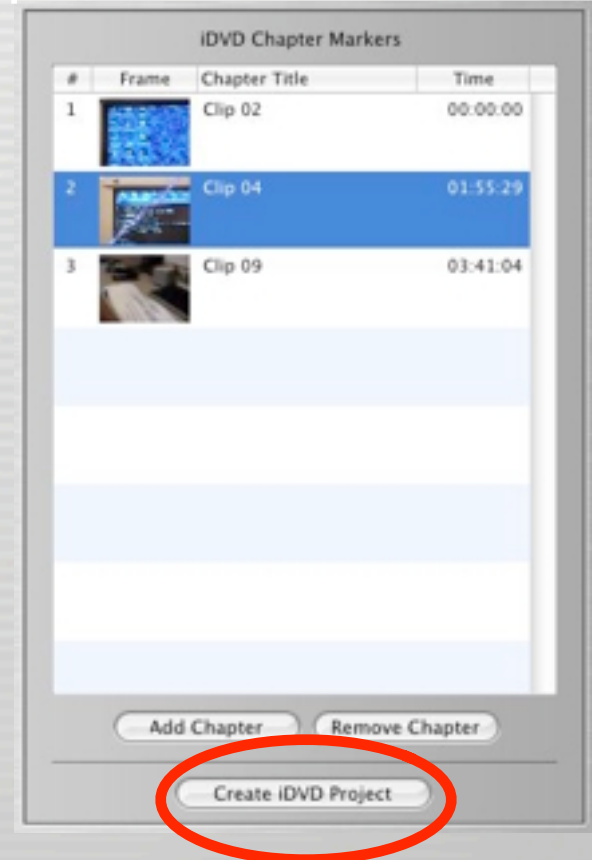 iDVD Chapter Markers
# Frame Chapter Title Time
1 Clip 02 00:00:00
2 Clip 04 01:55:29
3 Clip 09 03:41:04
Add Chapter Remove Chapter
Create iDVD Project